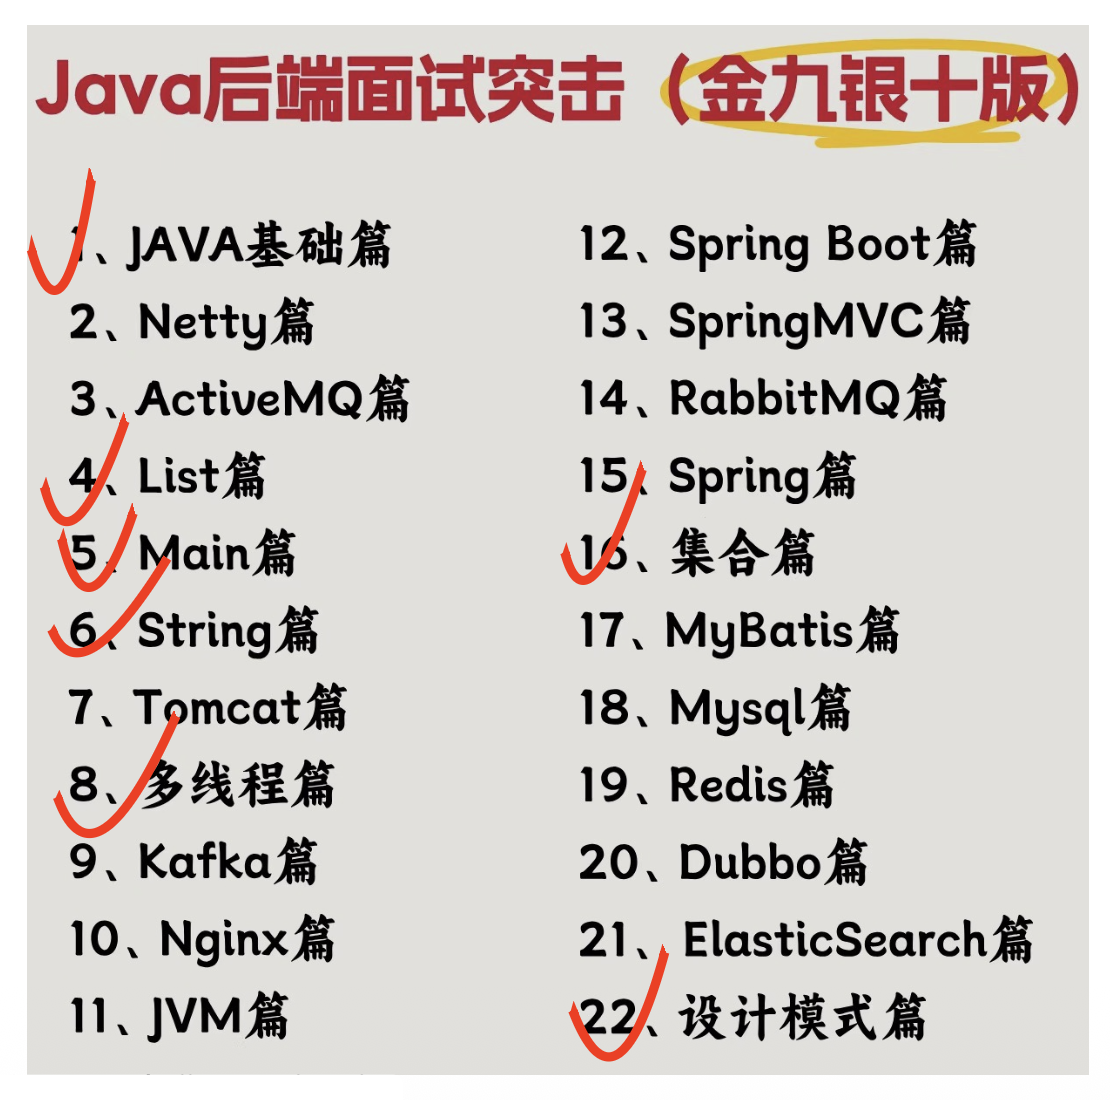 Java后端面试突击（金九银十版）
1、JAVA基础篇
2、Netty篇
3、ActiveMQ篇
4、List篇
5、Main篇
6、String篇
7、Tomcat篇
8、多线程篇
9、Kafka篇
10、Nginx篇
11、JVM篇
12、Spring Boot篇
13、SpringMVC篇
14、RabbitMQ篇
15、Spring篇
16、集合篇
17、MyBatis篇
18、Mysql篇
19、Redis篇
20、Dubbo篇
21、ElasticSearch篇
22、设计模式篇